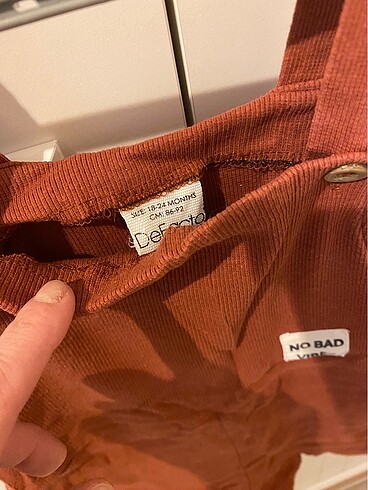 SIZE: 18-24 MONTHS
CM: 86-92
DeFacto
NO BAD
VIBE